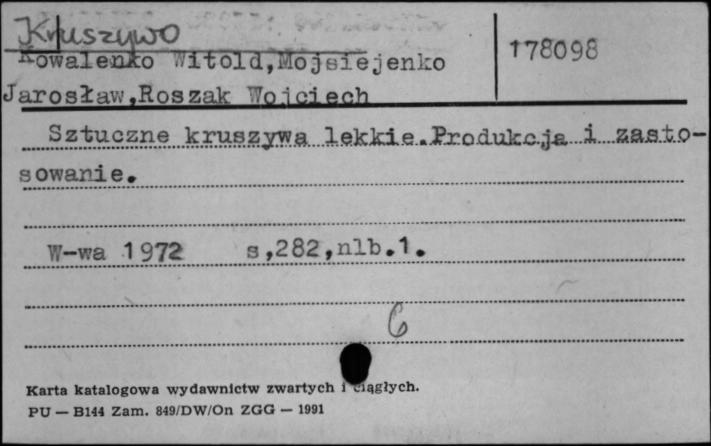 Kruszywo
178098
Kowalenko Witold,Mojsiejenko
Jarosław,Roszak Wojciech
Sztuczne kruszywa lekkie.Produkcja i zasto-
sowanie.
W-wa 1972 s,282,nlb.1.
6
Karta katalogowa wydawnictw zwartych i ciągłych.
PU — B144 Zam. 849/DW/On ZGG — 1991